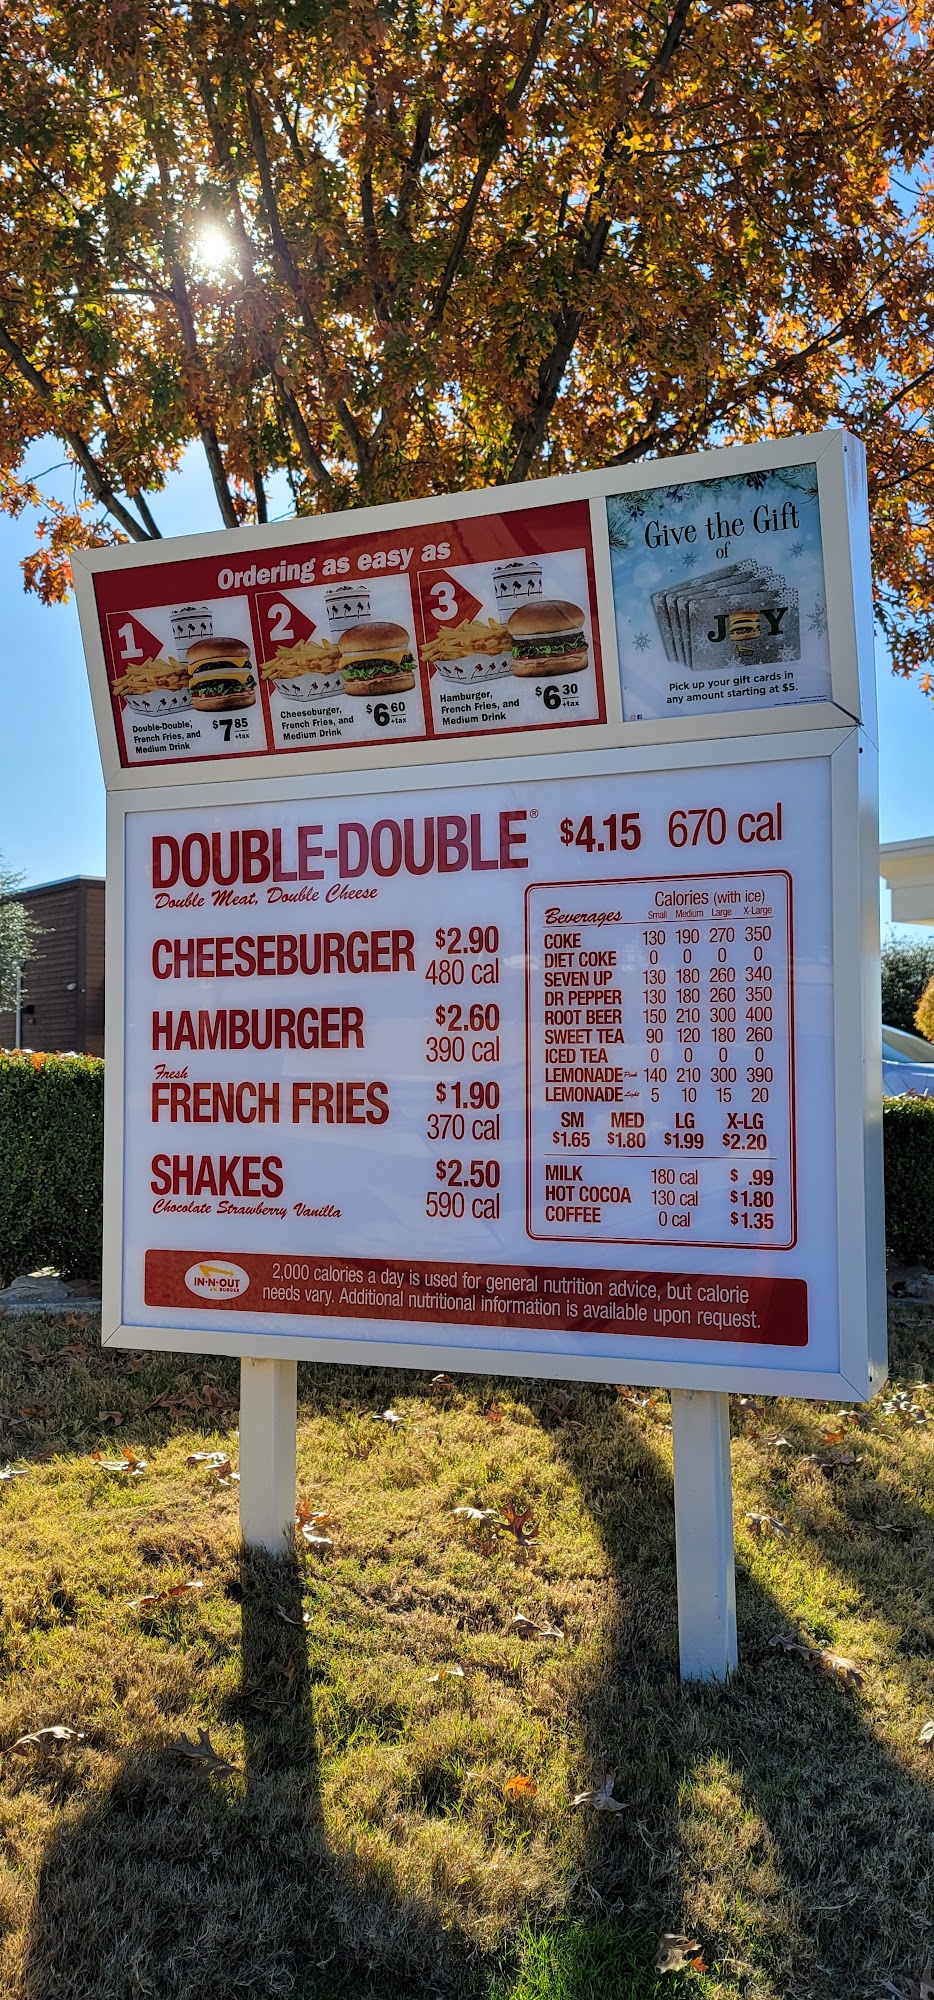 Ordering as easy as
1
Double-Double,
French Fries, and
Medium Drink
$7 85
+tax
2
Cheeseburger,
French Fries, and
Medium Drink
$6 60
+tax
3
Hamburger,
French Fries, and
Medium Drink
$6 30
+tax
Give the Gift
of
JOY
Pick up your gift cards in
any amount starting at $5.
DOUBLE-DOUBLE® $4.15 670 cal
Double Meat, Double Cheese
CHEESEBURGER $2.90
480 cal
HAMBURGER $2.60
390 cal
Fresh
FRENCH FRIES $1.90
370 cal
SHAKES $2.50
Chocolate Strawberry Vanilla 590 cal
Calories (with ice)
Beverages Small Medium Large X-Large
COKE 130 190 270 350
DIET COKE 0 0 0 0
SEVEN UP 130 180 260 340
DR PEPPER 130 180 260 350
ROOT BEER 150 210 300 400
SWEET TEA 90 120 180 260
ICED TEA 0 0 0 0
LEMONADE Pink 140 210 300 390
LEMONADE Light 5 10 15 20
SM MED LG X-LG
$1.65 $1.80 $1.99 $2.20
MILK 180 cal $ .99
HOT COCOA 130 cal $1.80
COFFEE 0 cal $1.35
IN-N-OUT
BURGER
2,000 calories a day is used for general nutrition advice, but calorie
needs vary. Additional nutritional information is available upon request.